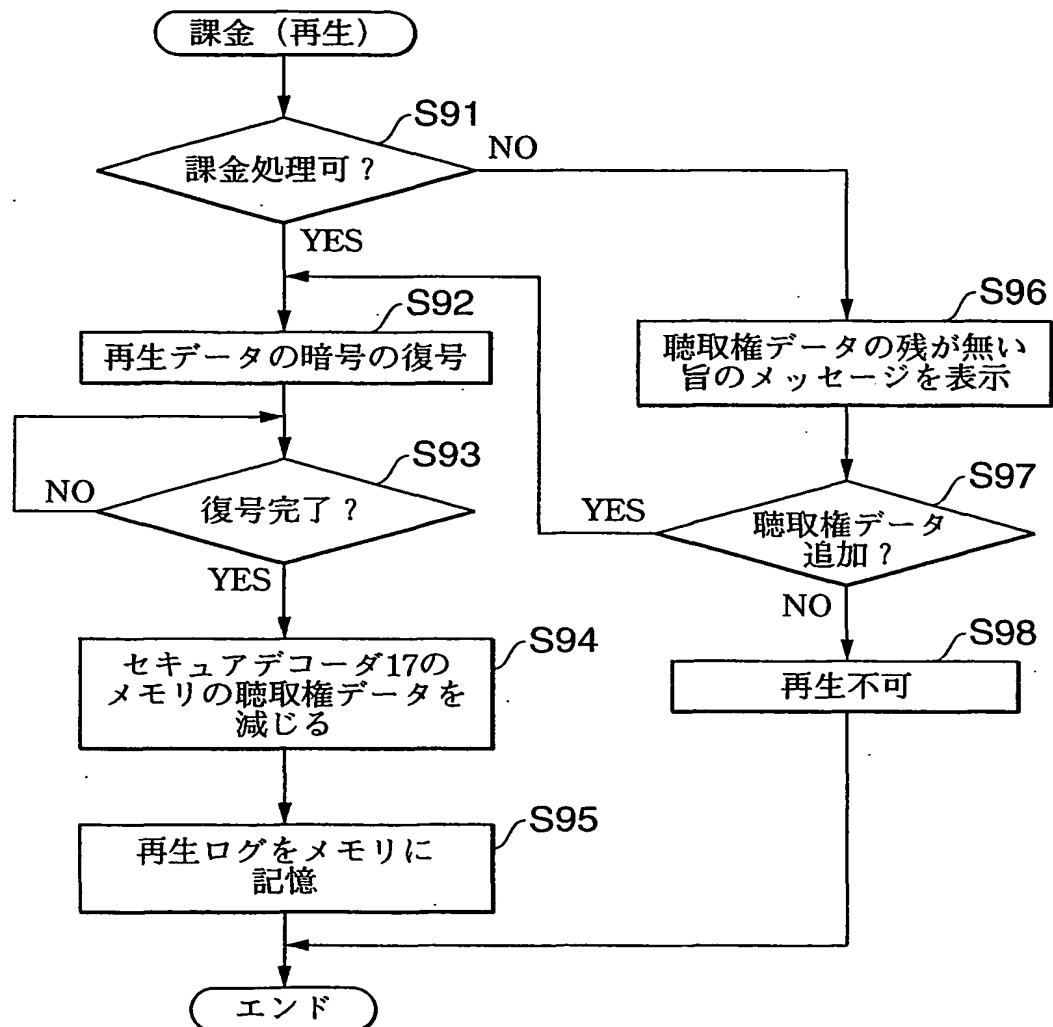 課金（再生）
S91
課金処理可？
NO
YES
S92
再生データの暗号の復号
S93
NO
復号完了？
YES
S94
セキュアデコーダ17の
メモリの聴取権データを
減じる
S95
再生ログをメモリに
記憶
エンド
S96
聴取権データの残が無い
旨のメッセージを表示
S97
YES
聴取権データ
追加？
NO
S98
再生不可